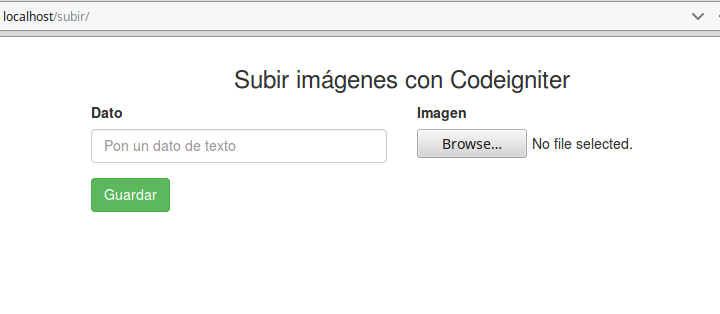 localhost/subir/
Subir imágenes con Codeigniter
Dato
Imagen
Pon un dato de texto
Browse... No file selected.
Guardar